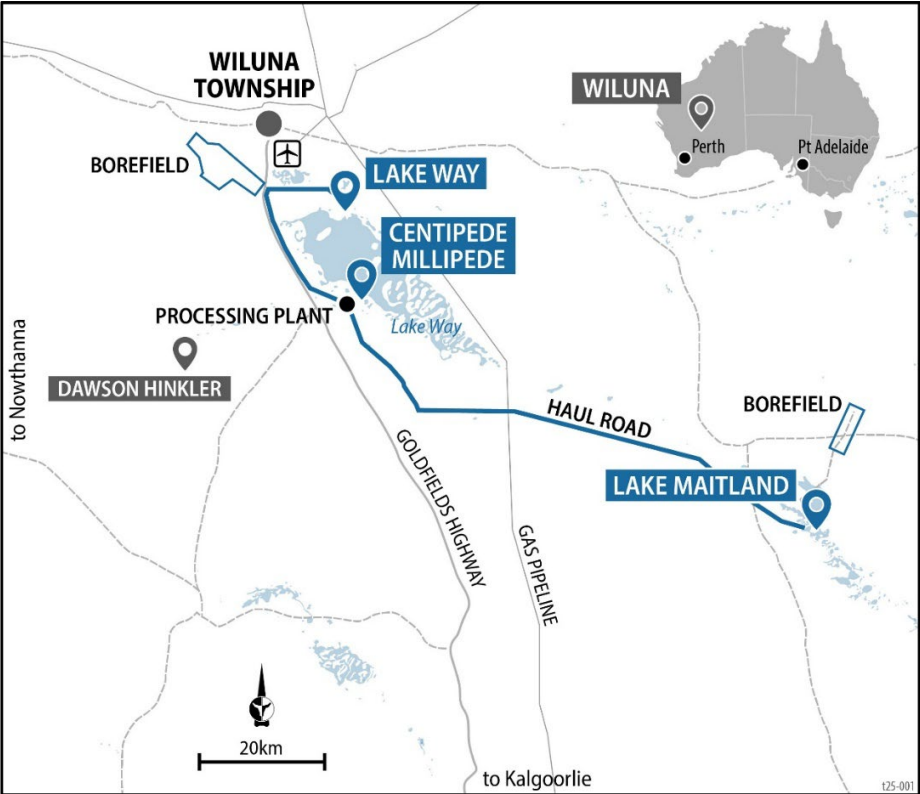 WILUNA
TOWNSHIP
WILUNA
Perth
Pt Adelaide
BOREFIELD
LAKE WAY
CENTIPEDE
MILLIPEDE
PROCESSING PLANT
Lake Way
DAWSON HINKLER
to Nowthanna
HAUL ROAD
BOREFIELD
LAKE MAITLAND
GOLDFIELDS HIGHWAY
GAS PIPELINE
20km
to Kalgoorlie
t25-001